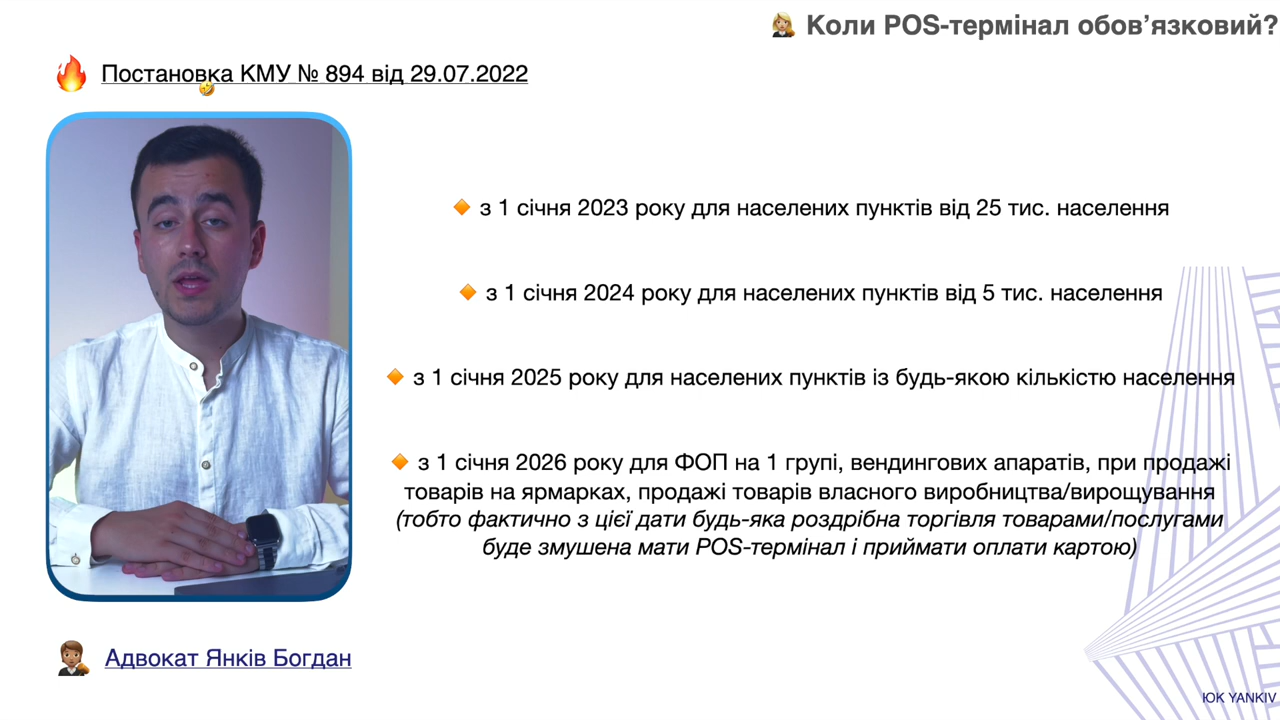 Коли POS-термінал обов’язковий?
Постановка КМУ № 894 від 29.07.2022
з 1 січня 2023 року для населених пунктів від 25 тис. населення
з 1 січня 2024 року для населених пунктів від 5 тис. населення
з 1 січня 2025 року для населених пунктів із будь-якою кількістю населення
з 1 січня 2026 року для ФОП на 1 групі, вендингових апаратів, при продажі
товарів на ярмарках, продажі товарів власного виробництва/вирощування
(тобто фактично з цієї дати будь-яка роздрібна торгівля товарами/послугами
буде змушена мати POS-термінал і приймати оплати картою)
Адвокат Янків Богдан
ЮК YANKIV